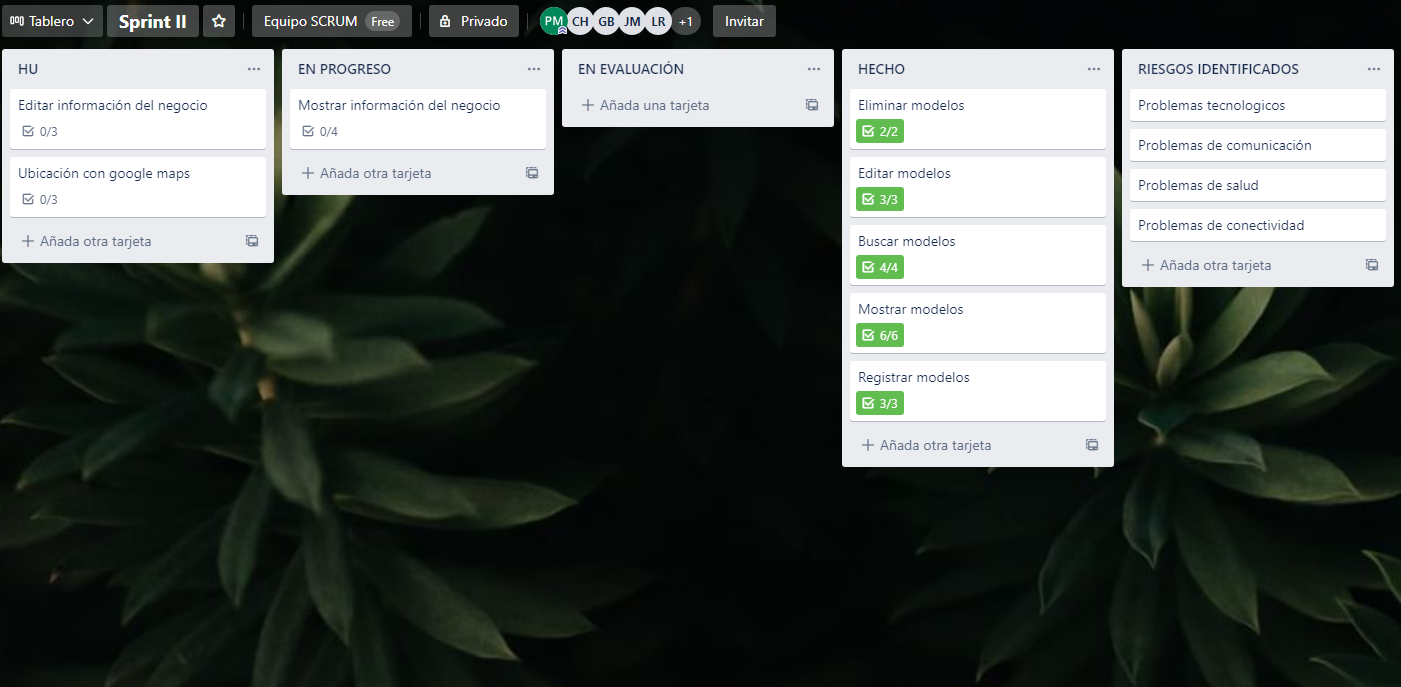 Tablero
Sprint II
Equipo SCRUM Free
Privado
PM CH GB JM LR +1
Invitar
HU
Editar información del negocio
0/3
Ubicación con google maps
0/3
+ Añada otra tarjeta
EN PROGRESO
Mostrar información del negocio
0/4
+ Añada otra tarjeta
EN EVALUACIÓN
+ Añada una tarjeta
HECHO
Eliminar modelos
2/2
Editar modelos
3/3
Buscar modelos
4/4
Mostrar modelos
6/6
Registrar modelos
3/3
+ Añada otra tarjeta
RIESGOS IDENTIFICADOS
Problemas tecnologicos
Problemas de comunicación
Problemas de salud
Problemas de conectividad
+ Añada otra tarjeta